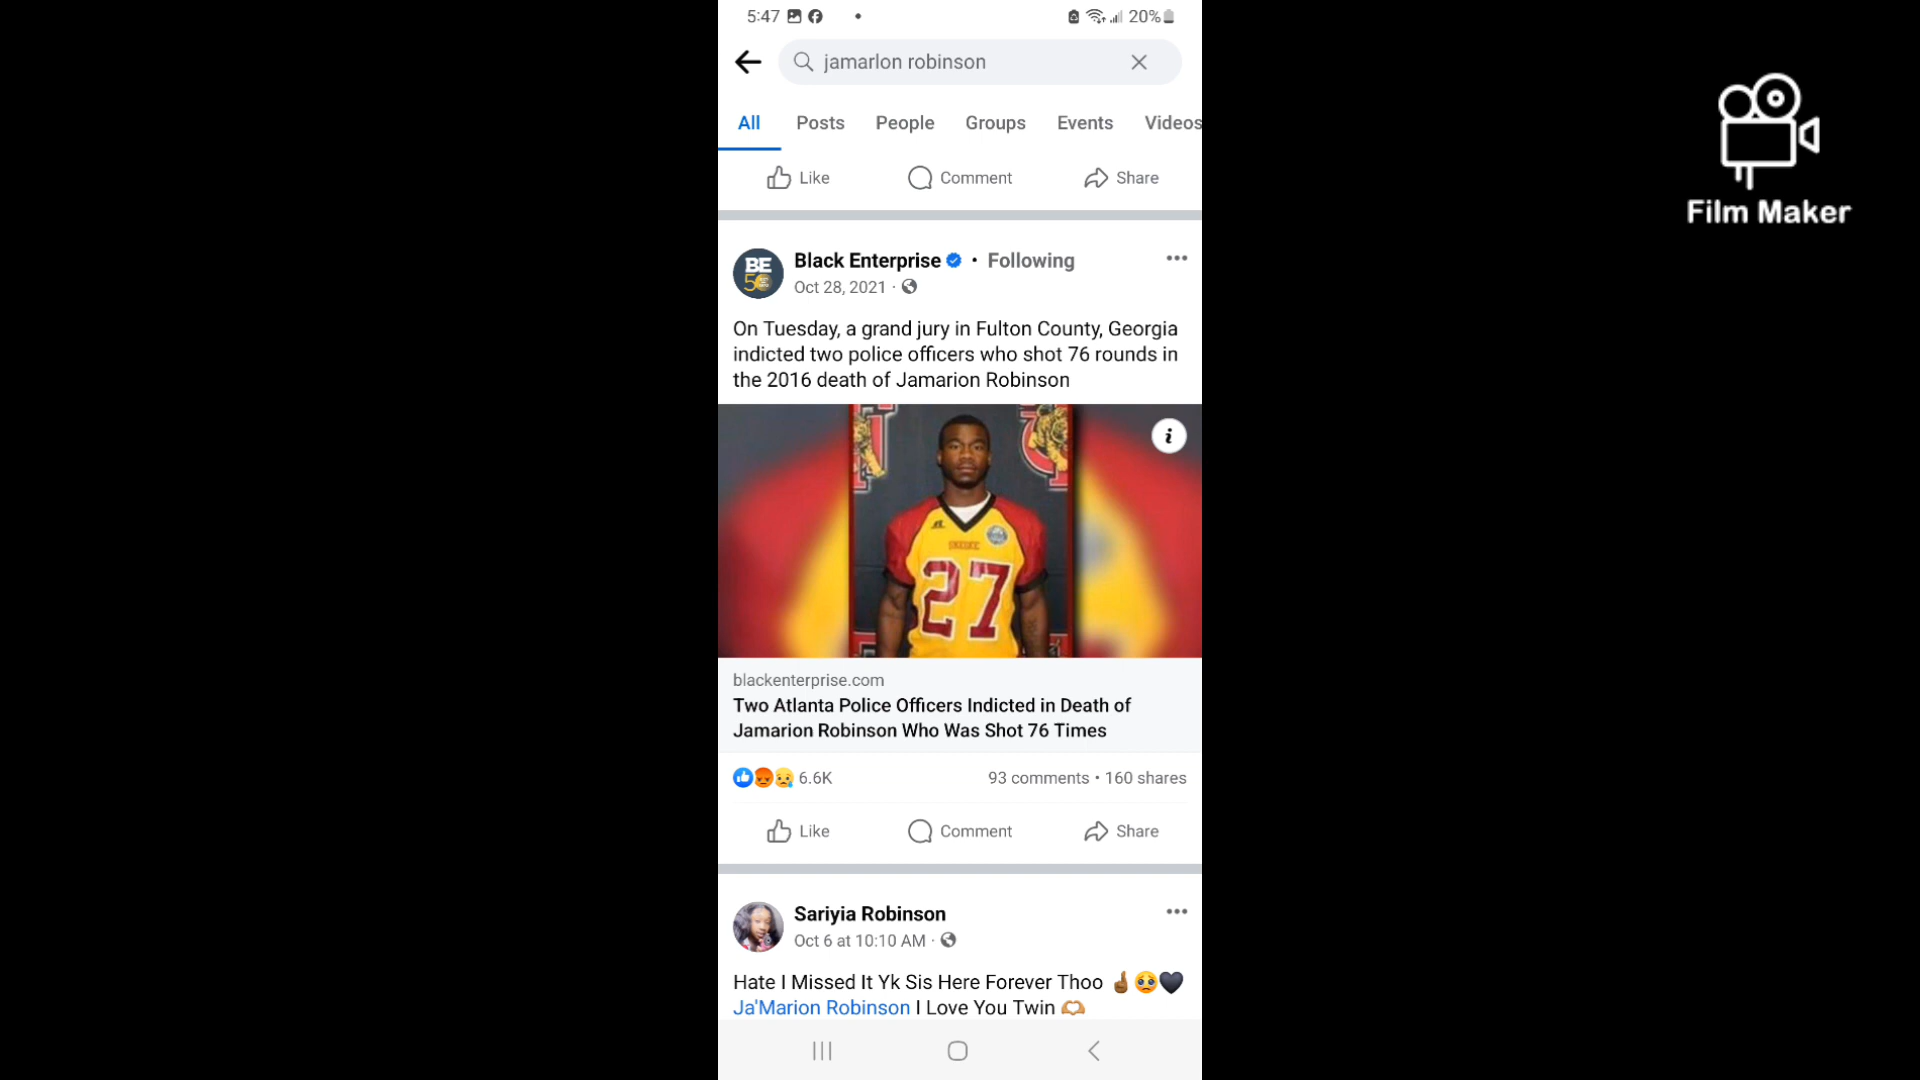 5:47
20%
jamarlon robinson
All Posts People Groups Events Videos
Like Comment Share
Black Enterprise • Following
Oct 28, 2021 ·
On Tuesday, a grand jury in Fulton County, Georgia
indicted two police officers who shot 76 rounds in
the 2016 death of Jamarion Robinson
BE
50
i
27
blackenterprise.com
Two Atlanta Police Officers Indicted in Death of
Jamarion Robinson Who Was Shot 76 Times
6.6K 93 comments • 160 shares
Like Comment Share
Sariyia Robinson
Oct 6 at 10:10 AM ·
Hate I Missed It Yk Sis Here Forever Thoo ☝🏾🥺🖤
Ja'Marion Robinson I Love You Twin 🫶🏽
Film Maker